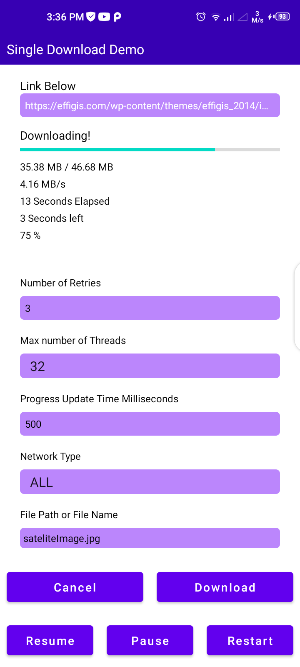 3:36 PM
3 M/s
93
Single Download Demo
Link Below
https://effigis.com/wp-content/themes/effigis_2014/i...
Downloading!
35.38 MB / 46.68 MB
4.16 MB/s
13 Seconds Elapsed
3 Seconds left
75 %
Number of Retries
3
Max number of Threads
32
Progress Update Time Milliseconds
500
Network Type
ALL
File Path or File Name
sateliteImage.jpg
Cancel
Download
Resume
Pause
Restart